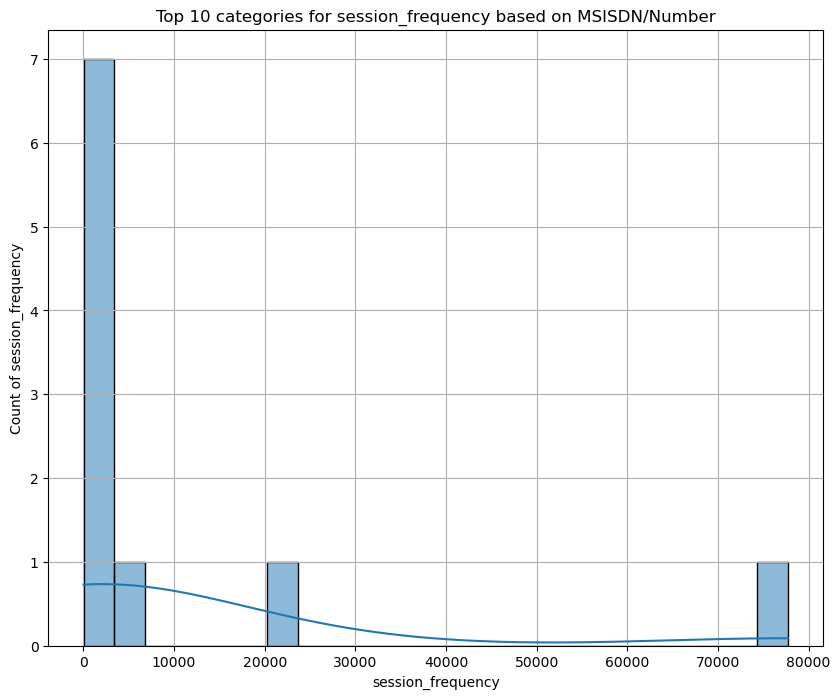 Top 10 categories for session_frequency based on MSISDN/Number
Count of session_frequency
7
6
5
4
3
2
1
0
0 10000 20000 30000 40000 50000 60000 70000 80000
session_frequency